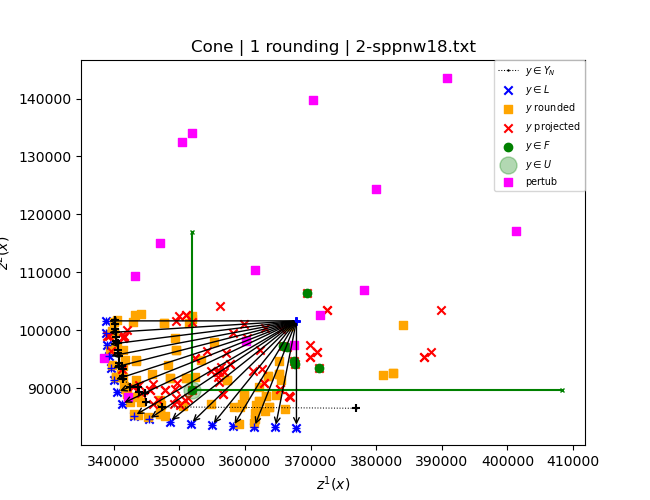 Cone | 1 rounding | 2-sppnw18.txt
140000
130000
120000
110000
100000
90000
z²(x)
340000 350000 360000 370000 380000 390000 400000 410000
z¹(x)
y ∈ Y_N
y ∈ L
y rounded
y projected
y ∈ F
y ∈ U
pertub